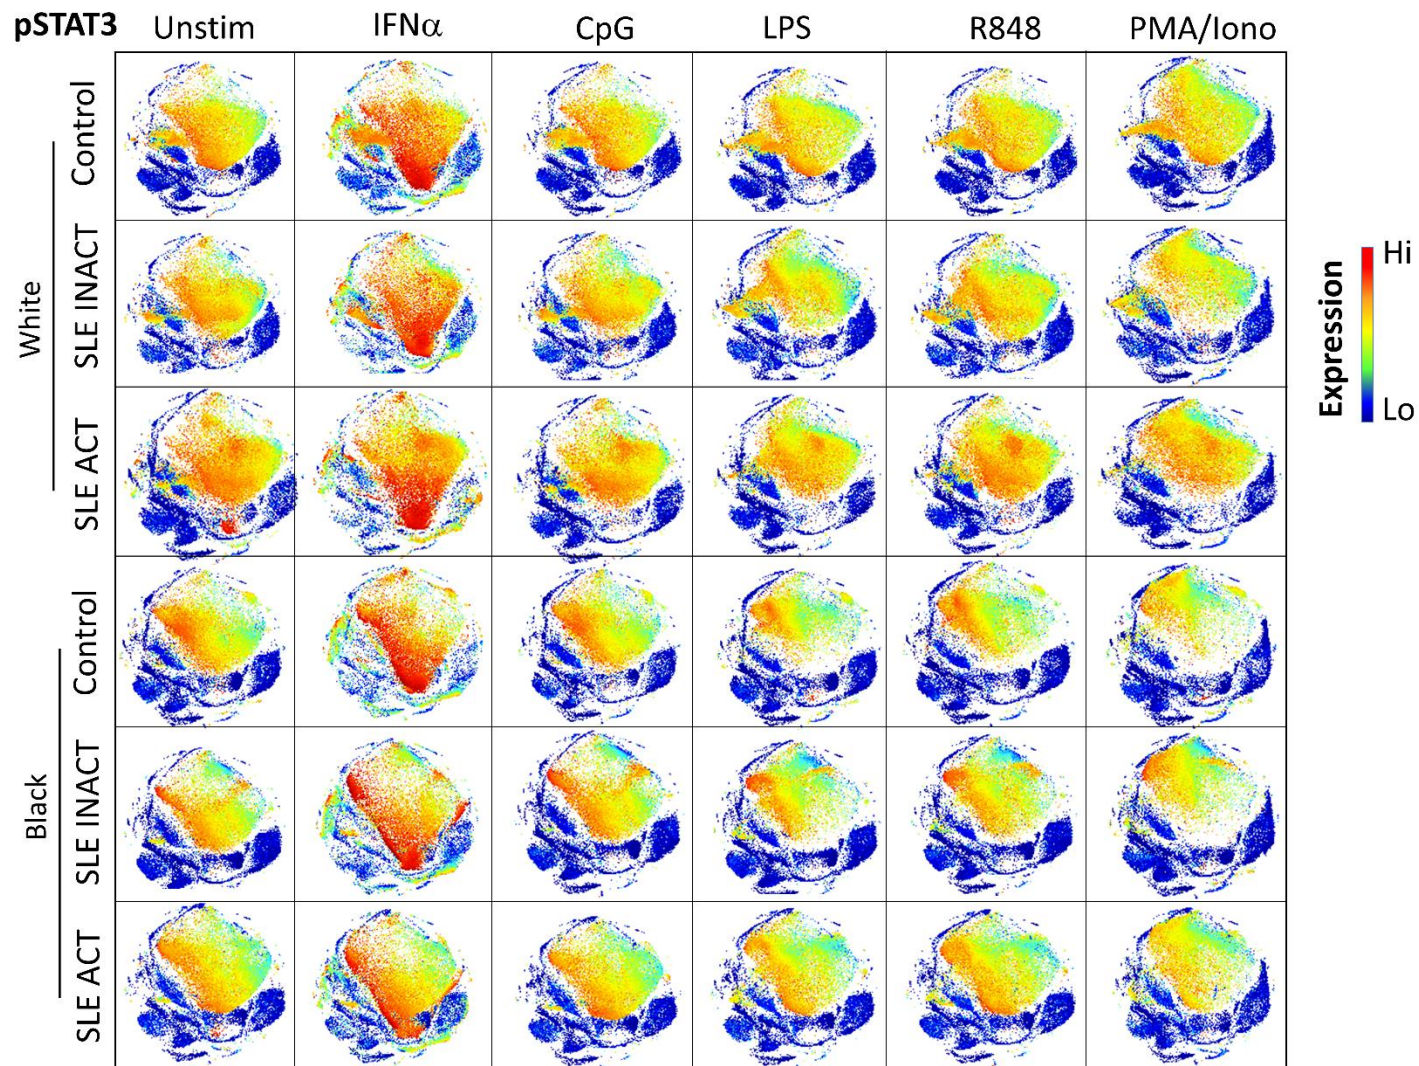 pSTAT3 Unstim IFNα CpG LPS R848 PMA/Iono
White
Control
SLE INACT
SLE ACT
Black
Control
SLE INACT
SLE ACT
Expression
Hi
Lo